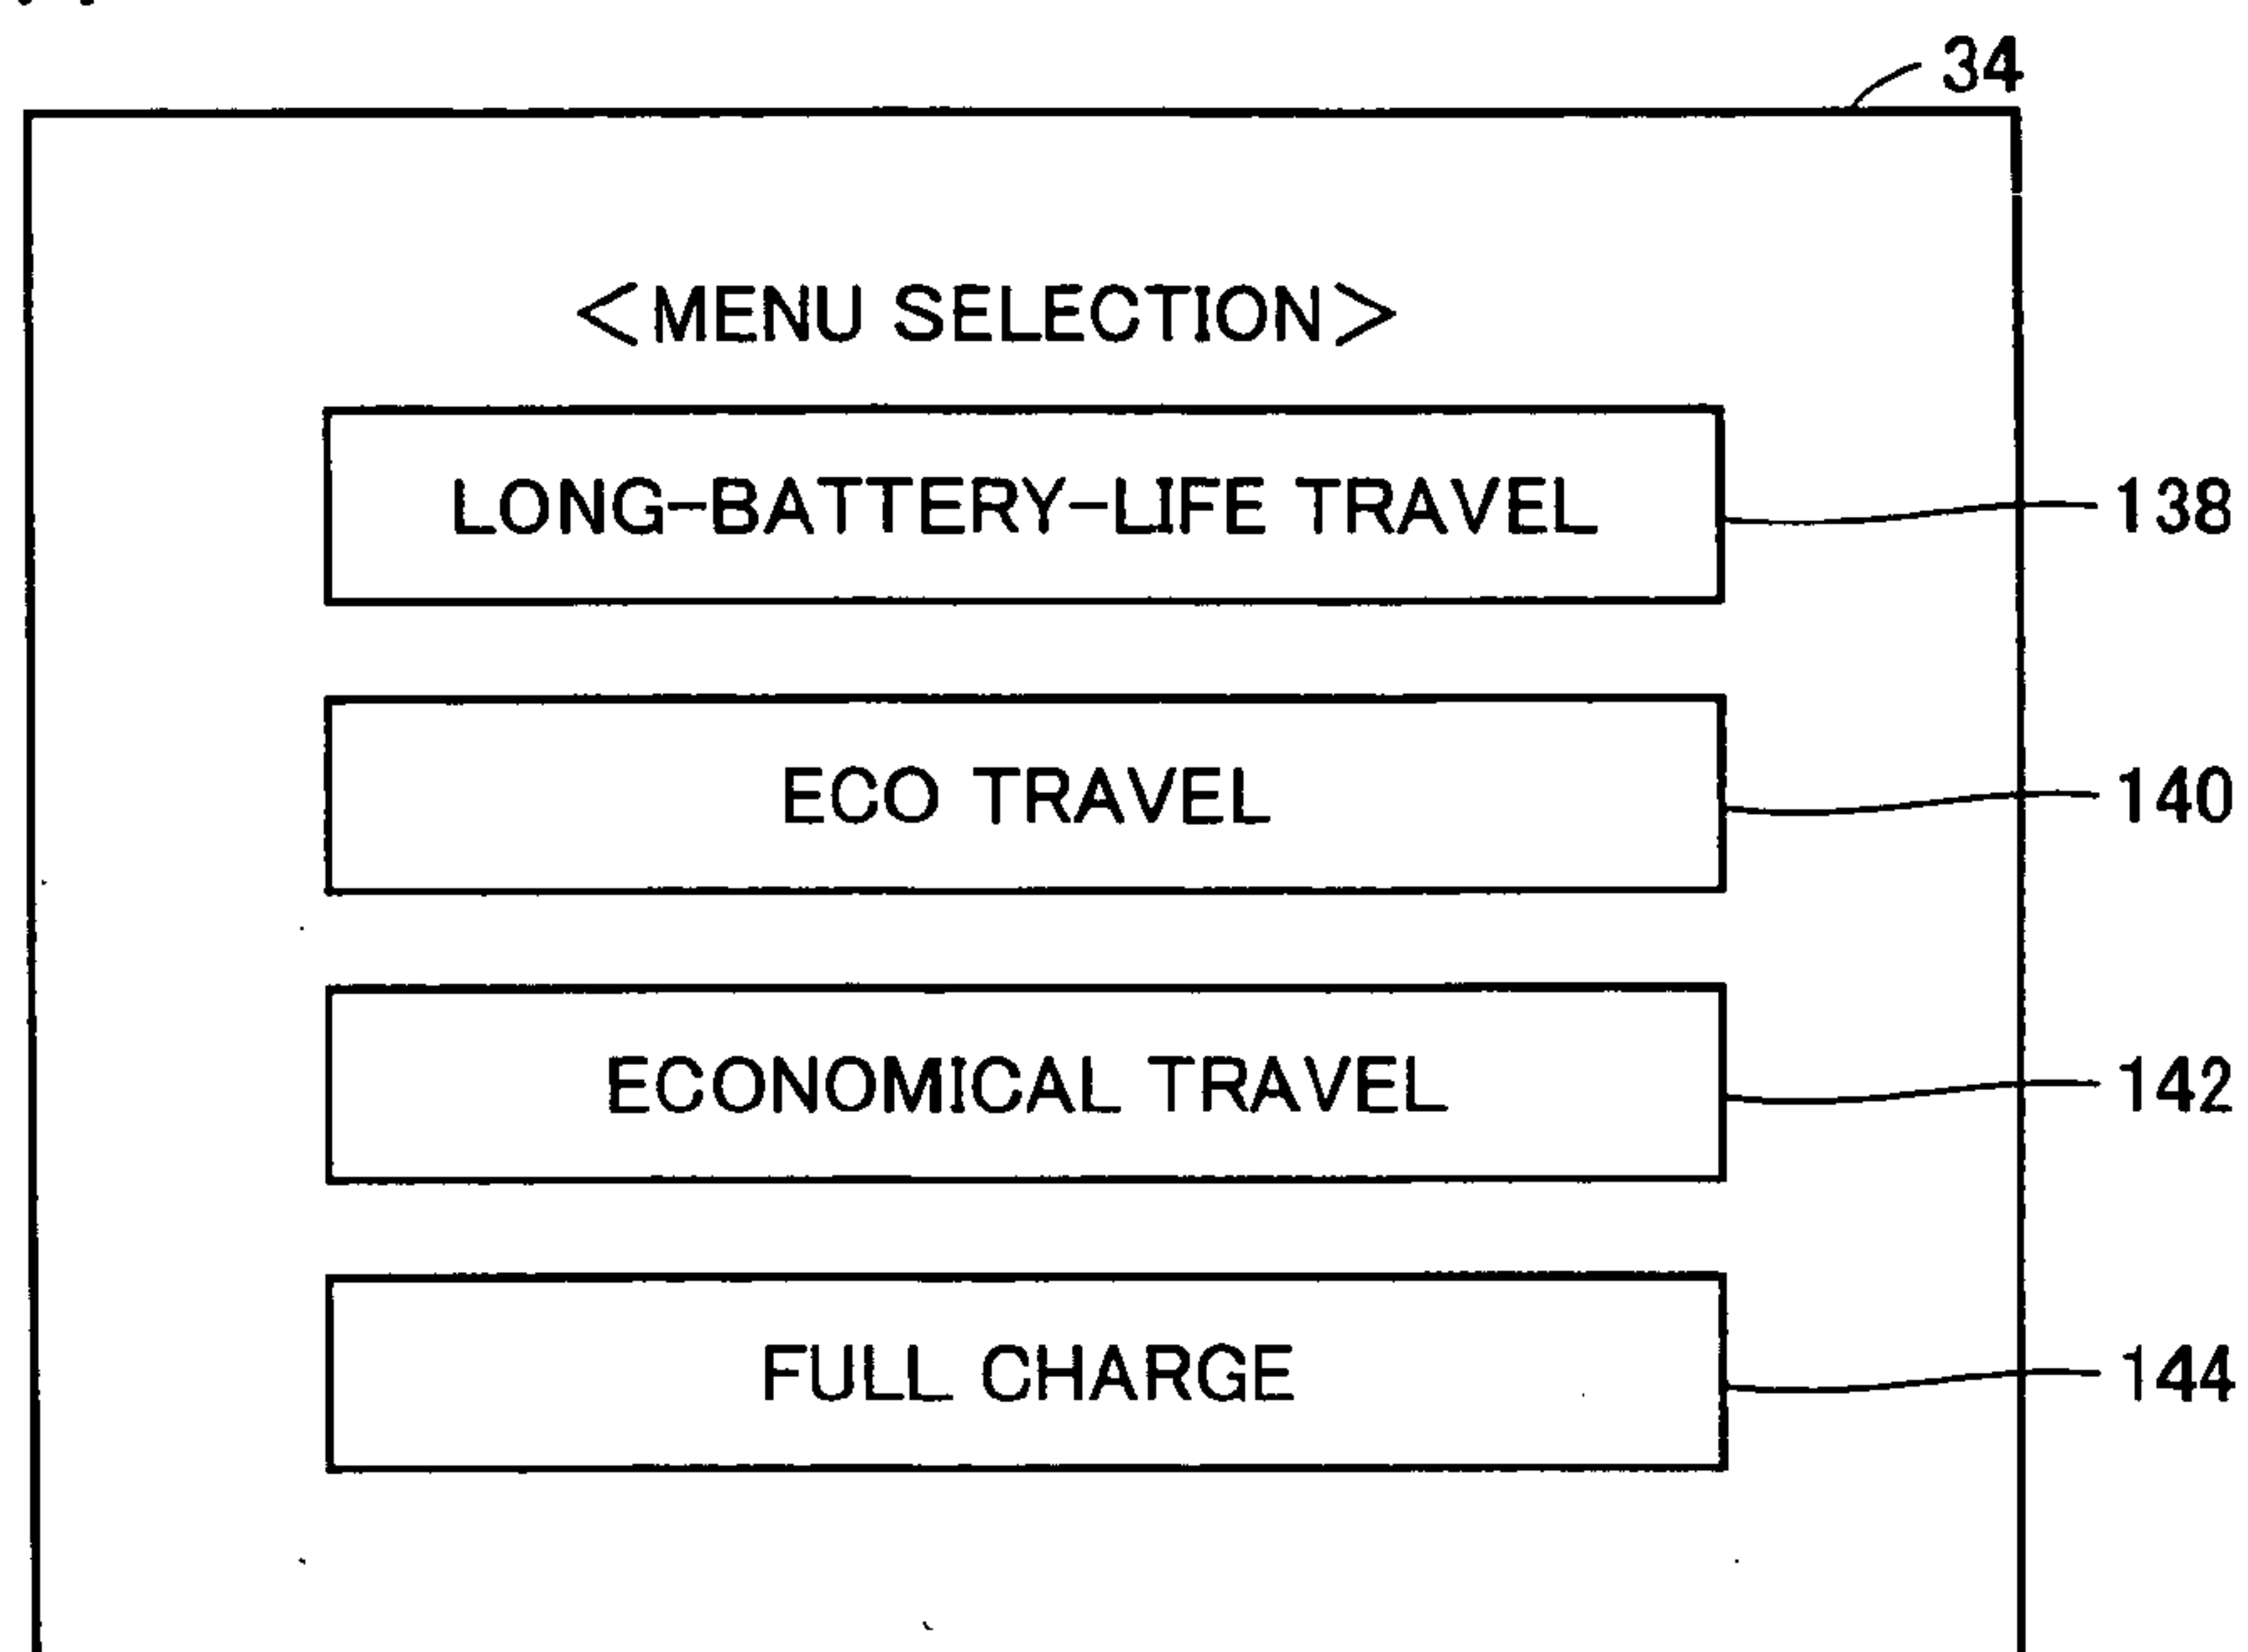 34
<MENU SELECTION>
LONG-BATTERY-LIFE TRAVEL 138
ECO TRAVEL 140
ECONOMICAL TRAVEL 142
FULL CHARGE 144